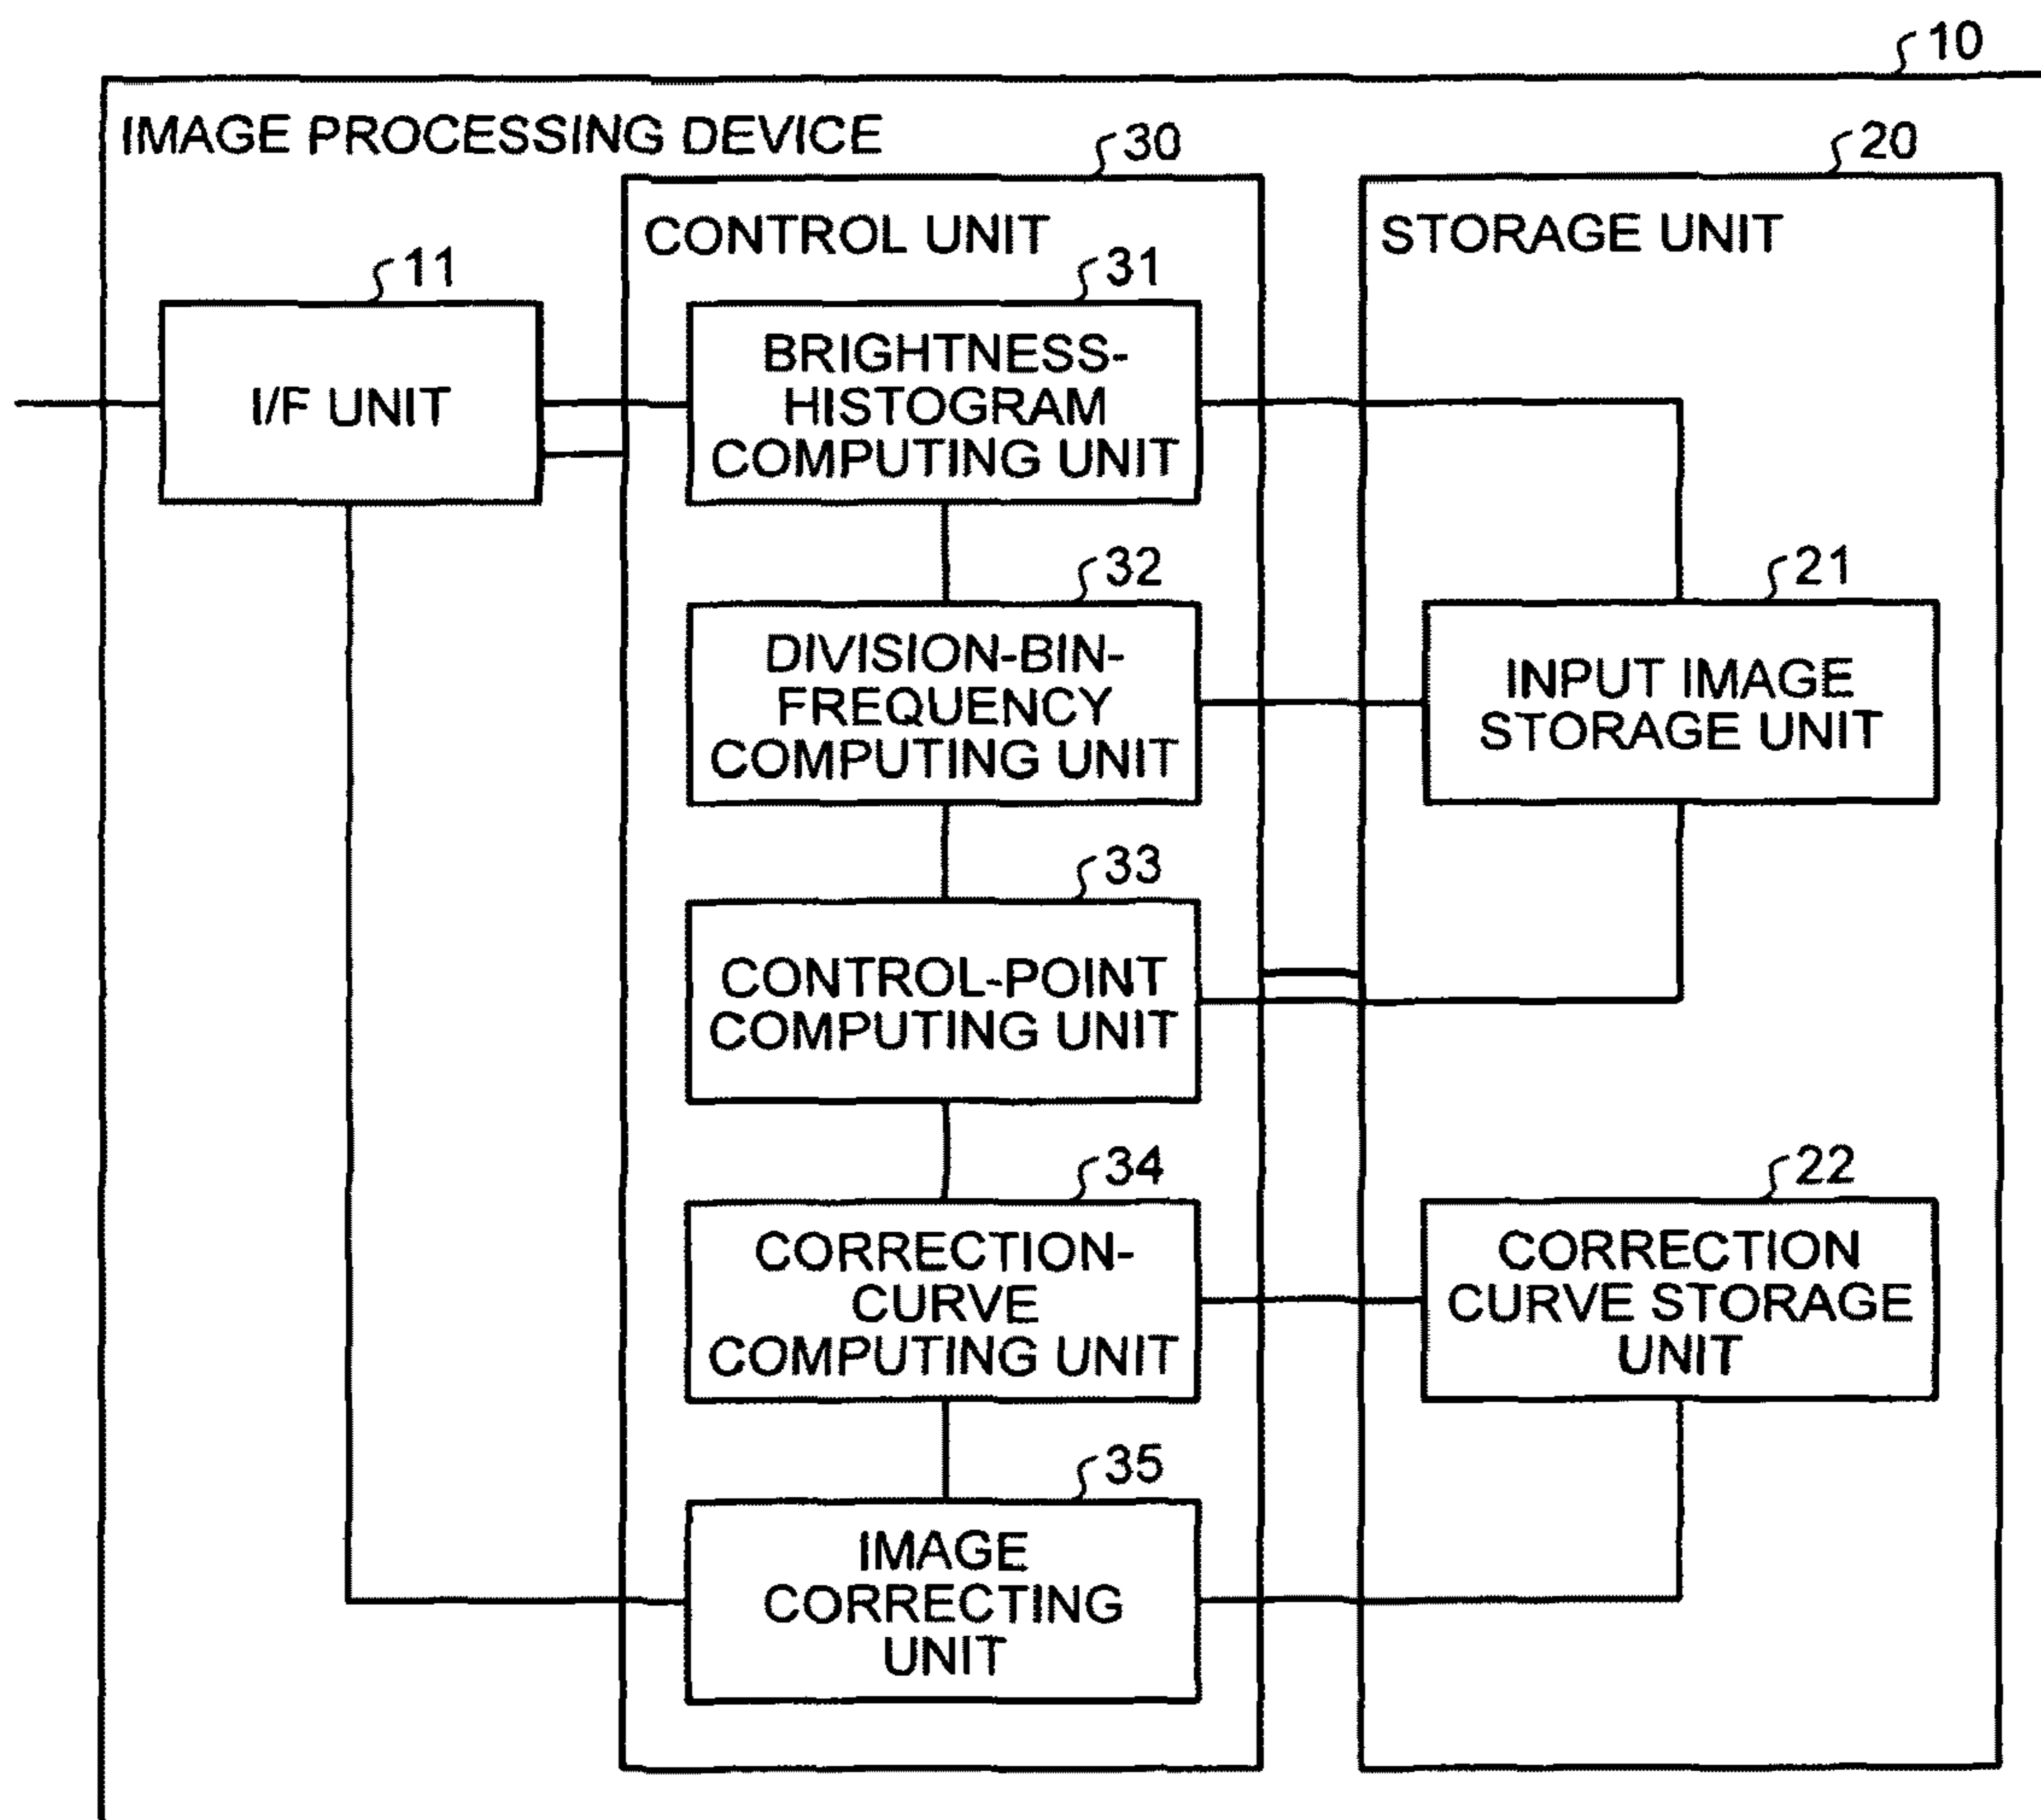 10
IMAGE PROCESSING DEVICE
30
20
CONTROL UNIT
STORAGE UNIT
11
I/F UNIT
31
BRIGHTNESS-
HISTOGRAM
COMPUTING UNIT
32
DIVISION-BIN-
FREQUENCY
COMPUTING UNIT
21
INPUT IMAGE
STORAGE UNIT
33
CONTROL-POINT
COMPUTING UNIT
34
CORRECTION-
CURVE
COMPUTING UNIT
22
CORRECTION
CURVE STORAGE
UNIT
35
IMAGE
CORRECTING
UNIT